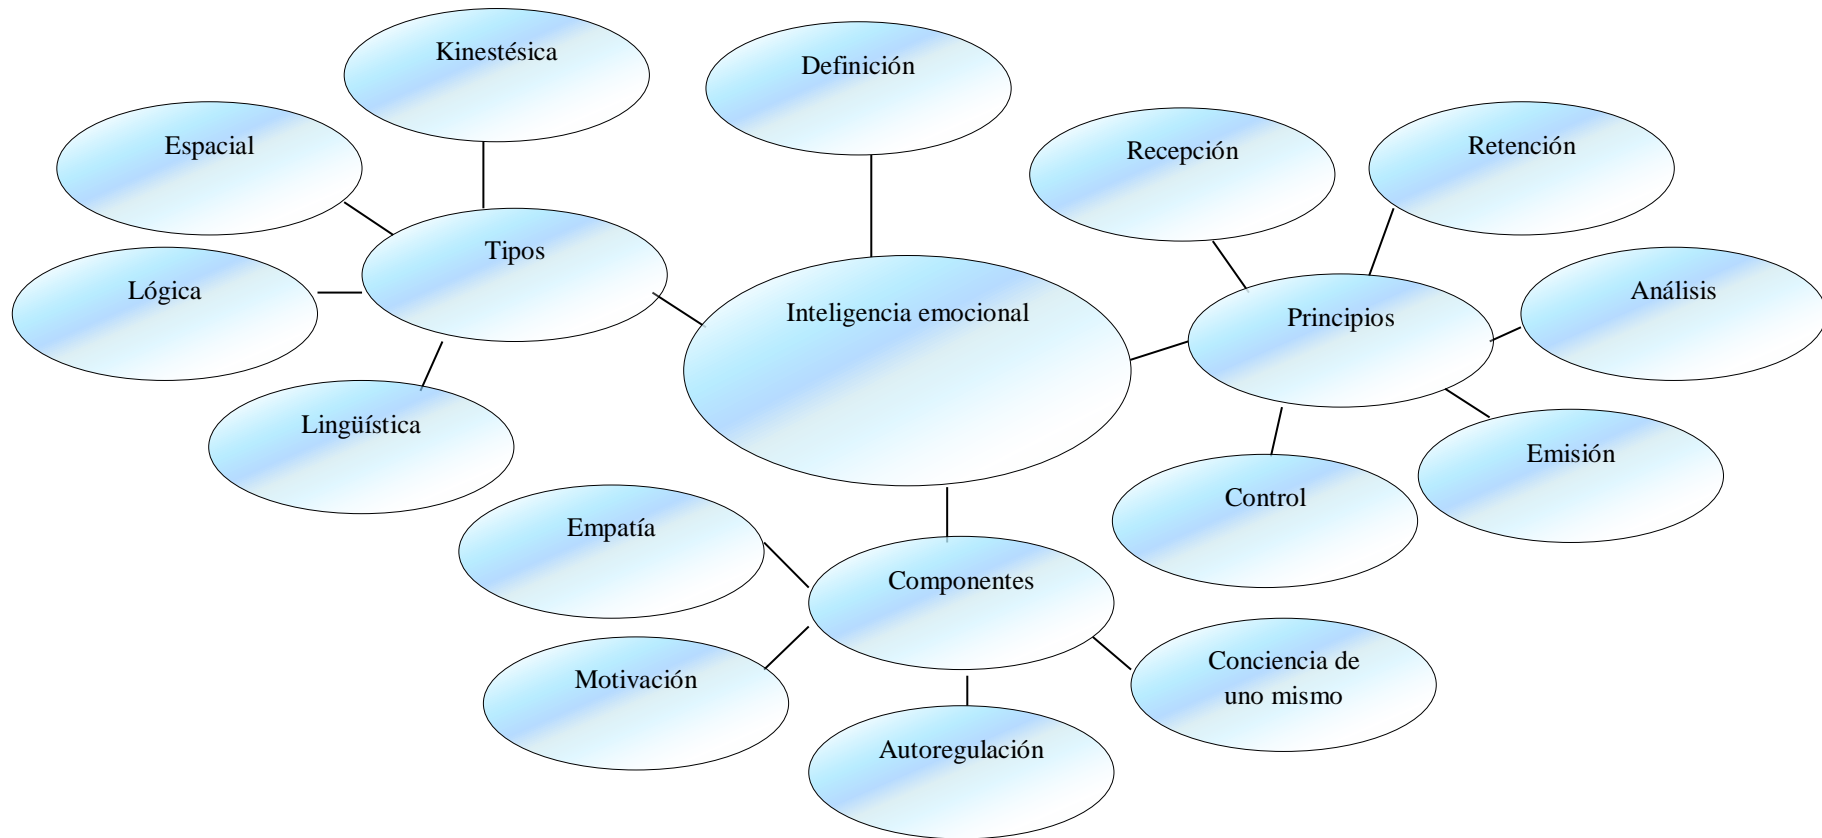 Kinestésica
Definición
Espacial
Recepción
Retención
Tipos
Lógica
Inteligencia emocional
Principios
Análisis
Lingüística
Emisión
Control
Empatía
Componentes
Motivación
Conciencia de
uno mismo
Autoregulación